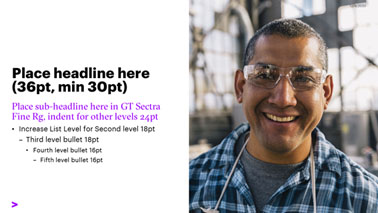 Place headline here
(36pt, min 30pt)
Place sub-headline here in GT Sectra
Fine Rg, indent for other levels 24pt
• Increase List Level for Second level 18pt
– Third level bullet 18pt
• Fourth level bullet 16pt
– Fifth level bullet 16pt
>